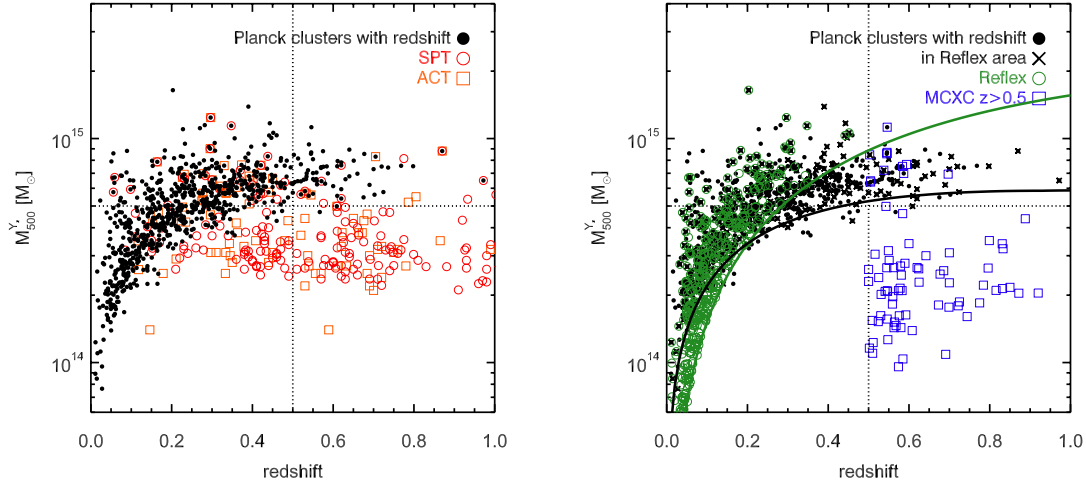 Planck clusters with redshift
SPT
ACT
10^15
10^14
M_500^Y_z [M_⊙]
0.0 0.2 0.4 0.6 0.8 1.0
redshift
Planck clusters with redshift
in Reflex area
Reflex
MCXC z>0.5
10^15
10^14
M_500^Y_z [M_⊙]
0.0 0.2 0.4 0.6 0.8 1.0
redshift